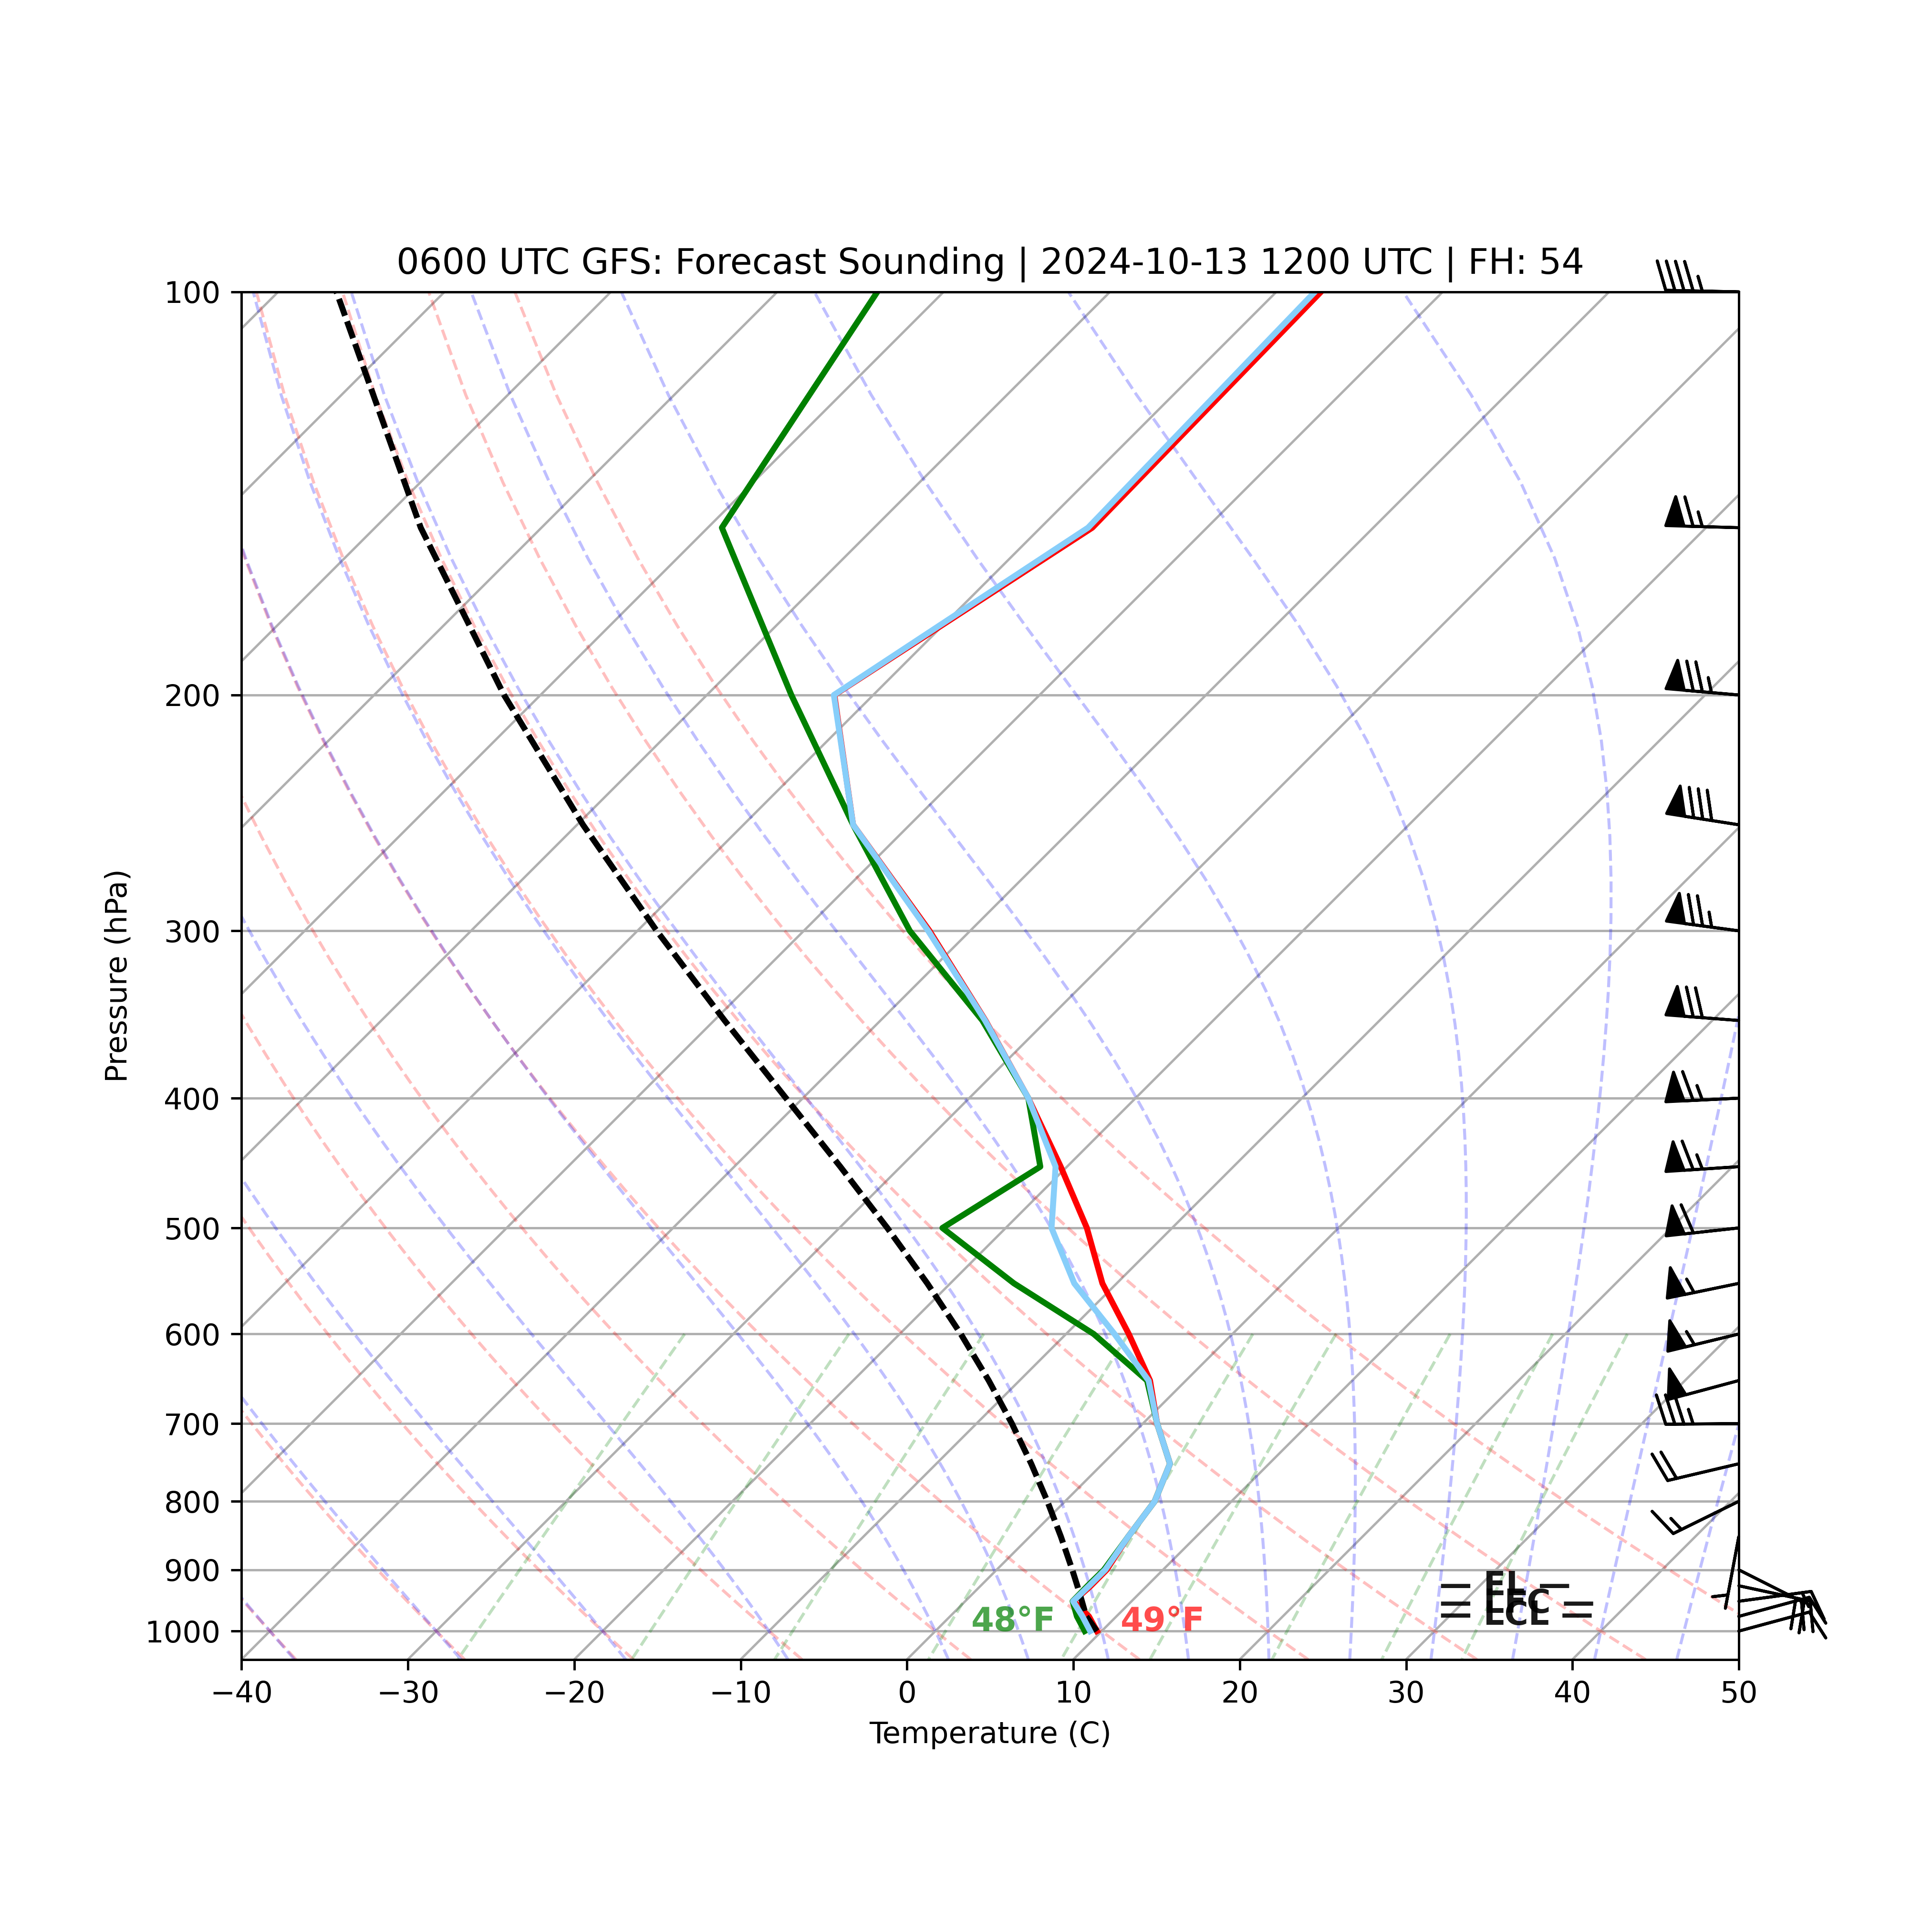 0600 UTC GFS: Forecast Sounding | 2024-10-13 1200 UTC | FH: 54
100
200
300
400
500
600
700
800
900
1000
Pressure (hPa)
− EL −
− LFC −
− LCL −
48°F 49°F
−40 −30 −20 −10 0 10 20 30 40 50
Temperature (C)